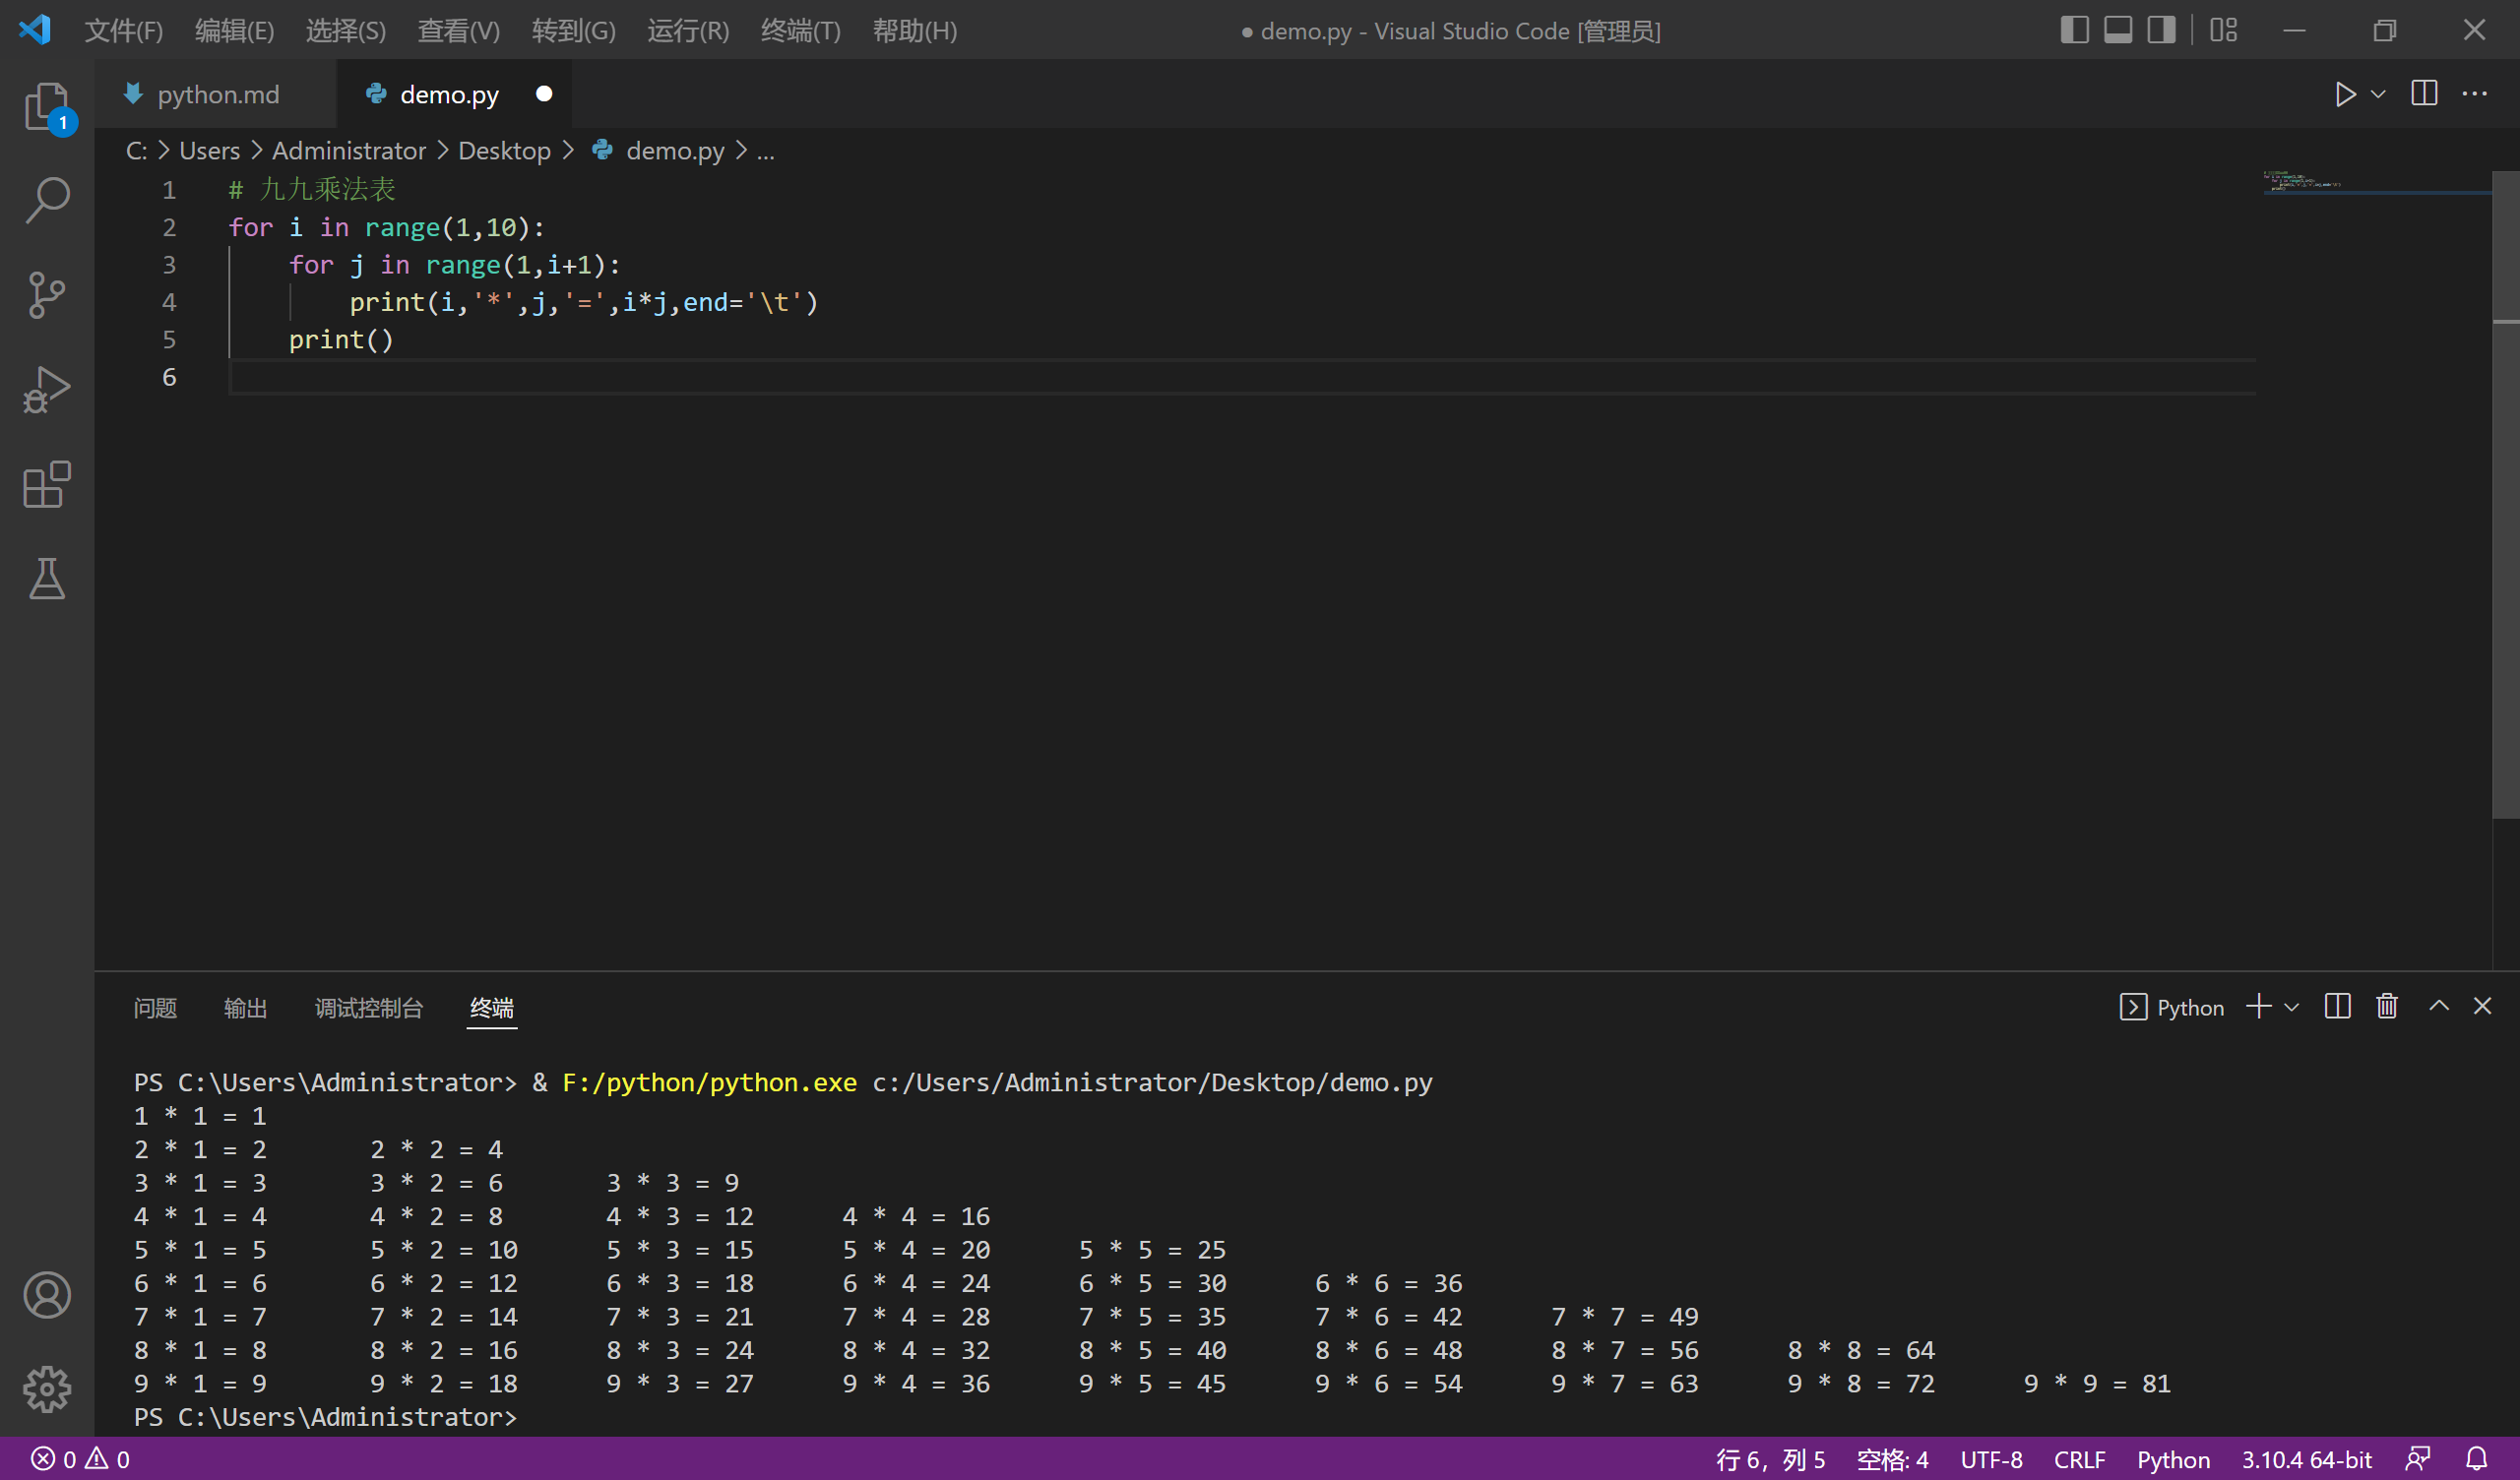 文件(F) 编辑(E) 选择(S) 查看(V) 转到(G) 运行(R) 终端(T) 帮助(H) ● demo.py - Visual Studio Code [管理员]
python.md demo.py
1
C: > Users > Administrator > Desktop > demo.py > ...
1 # 九九乘法表
2 for i in range(1,10):
3     for j in range(1,i+1):
4         print(i,'*',j,'=',i*j,end='\t')
5     print()
6
问题 输出 调试控制台 终端 Python
PS C:\Users\Administrator> & F:/python/python.exe c:/Users/Administrator/Desktop/demo.py
1 * 1 = 1
2 * 1 = 2 2 * 2 = 4
3 * 1 = 3 3 * 2 = 6 3 * 3 = 9
4 * 1 = 4 4 * 2 = 8 4 * 3 = 12 4 * 4 = 16
5 * 1 = 5 5 * 2 = 10 5 * 3 = 15 5 * 4 = 20 5 * 5 = 25
6 * 1 = 6 6 * 2 = 12 6 * 3 = 18 6 * 4 = 24 6 * 5 = 30 6 * 6 = 36
7 * 1 = 7 7 * 2 = 14 7 * 3 = 21 7 * 4 = 28 7 * 5 = 35 7 * 6 = 42 7 * 7 = 49
8 * 1 = 8 8 * 2 = 16 8 * 3 = 24 8 * 4 = 32 8 * 5 = 40 8 * 6 = 48 8 * 7 = 56 8 * 8 = 64
9 * 1 = 9 9 * 2 = 18 9 * 3 = 27 9 * 4 = 36 9 * 5 = 45 9 * 6 = 54 9 * 7 = 63 9 * 8 = 72 9 * 9 = 81
PS C:\Users\Administrator>
0 0 行 6，列 5 空格: 4 UTF-8 CRLF Python 3.10.4 64-bit